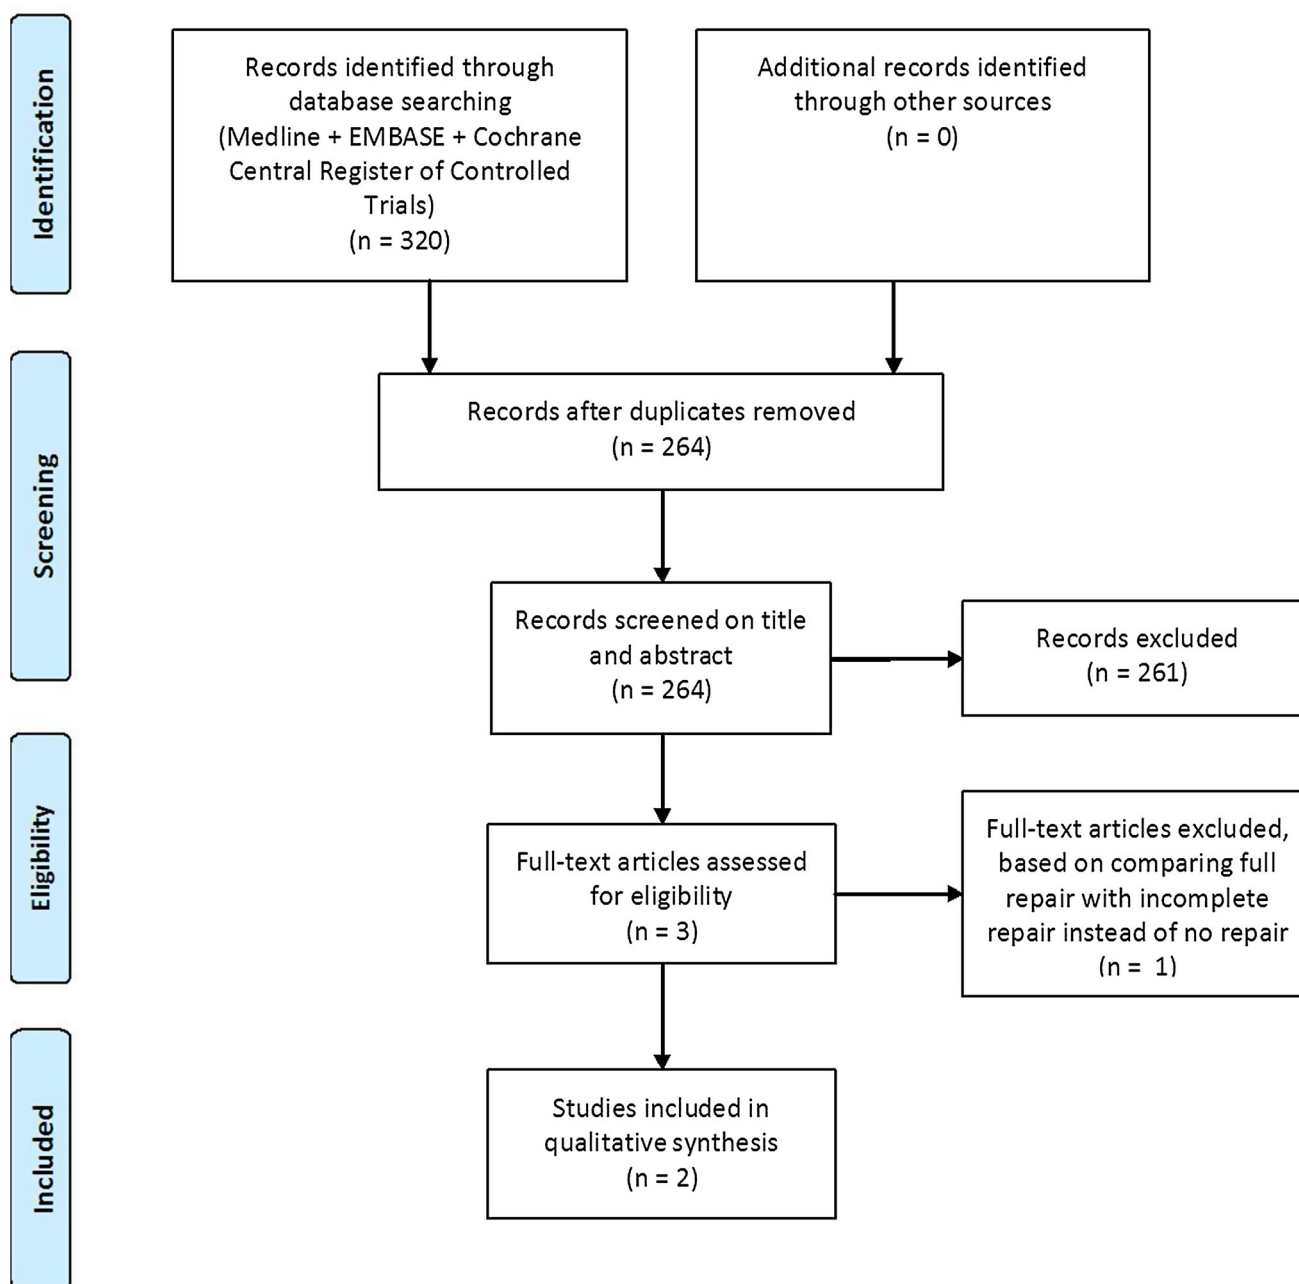 Identification
Records identified through
database searching
(Medline + EMBASE + Cochrane
Central Register of Controlled
Trials)
(n = 320)
Additional records identified
through other sources
(n = 0)
Screening
Records after duplicates removed
(n = 264)
Records screened on title
and abstract
(n = 264)
Records excluded
(n = 261)
Eligibility
Full-text articles assessed
for eligibility
(n = 3)
Full-text articles excluded,
based on comparing full
repair with incomplete
repair instead of no repair
(n =  1)
Included
Studies included in
qualitative synthesis
(n = 2)